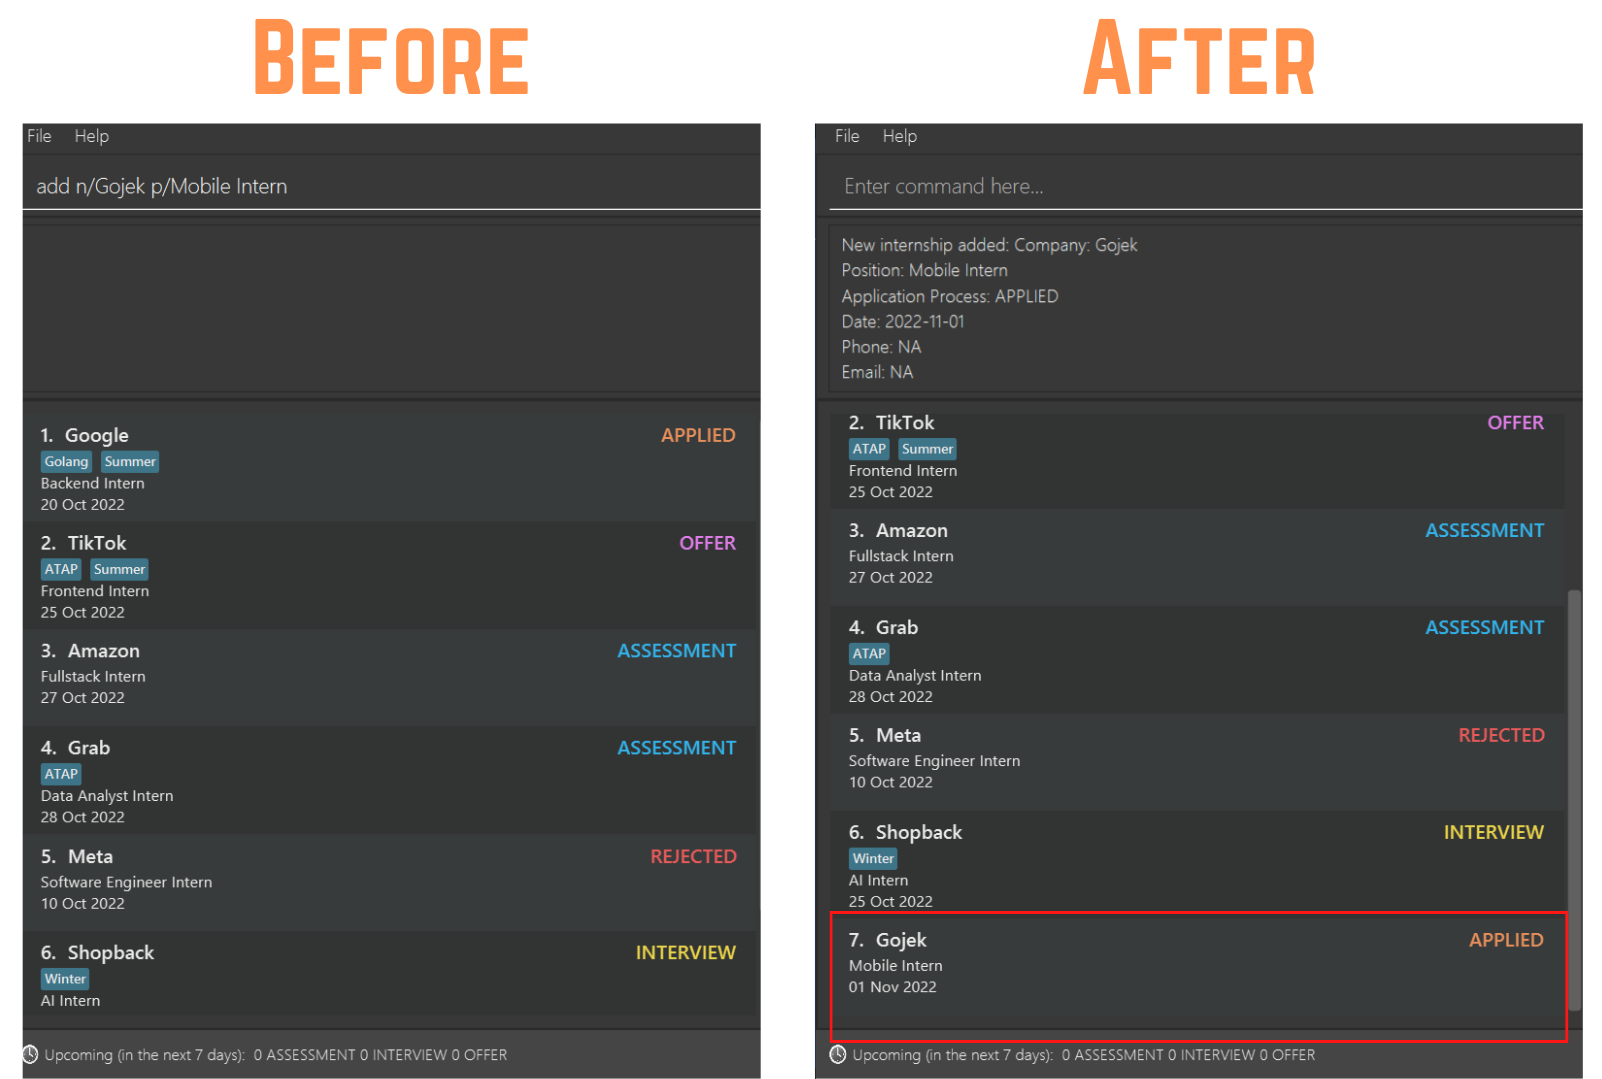 BEFORE
File Help
add n/Gojek p/Mobile Intern
1. Google APPLIED
Golang Summer
Backend Intern
20 Oct 2022
2. TikTok OFFER
ATAP Summer
Frontend Intern
25 Oct 2022
3. Amazon ASSESSMENT
Fullstack Intern
27 Oct 2022
4. Grab ASSESSMENT
ATAP
Data Analyst Intern
28 Oct 2022
5. Meta REJECTED
Software Engineer Intern
10 Oct 2022
6. Shopback INTERVIEW
Winter
AI Intern
Upcoming (in the next 7 days): 0 ASSESSMENT 0 INTERVIEW 0 OFFER
AFTER
File Help
Enter command here...
New internship added: Company: Gojek
Position: Mobile Intern
Application Process: APPLIED
Date: 2022-11-01
Phone: NA
Email: NA
2. TikTok OFFER
ATAP Summer
Frontend Intern
25 Oct 2022
3. Amazon ASSESSMENT
Fullstack Intern
27 Oct 2022
4. Grab ASSESSMENT
ATAP
Data Analyst Intern
28 Oct 2022
5. Meta REJECTED
Software Engineer Intern
10 Oct 2022
6. Shopback INTERVIEW
Winter
AI Intern
25 Oct 2022
7. Gojek APPLIED
Mobile Intern
01 Nov 2022
Upcoming (in the next 7 days): 0 ASSESSMENT 0 INTERVIEW 0 OFFER